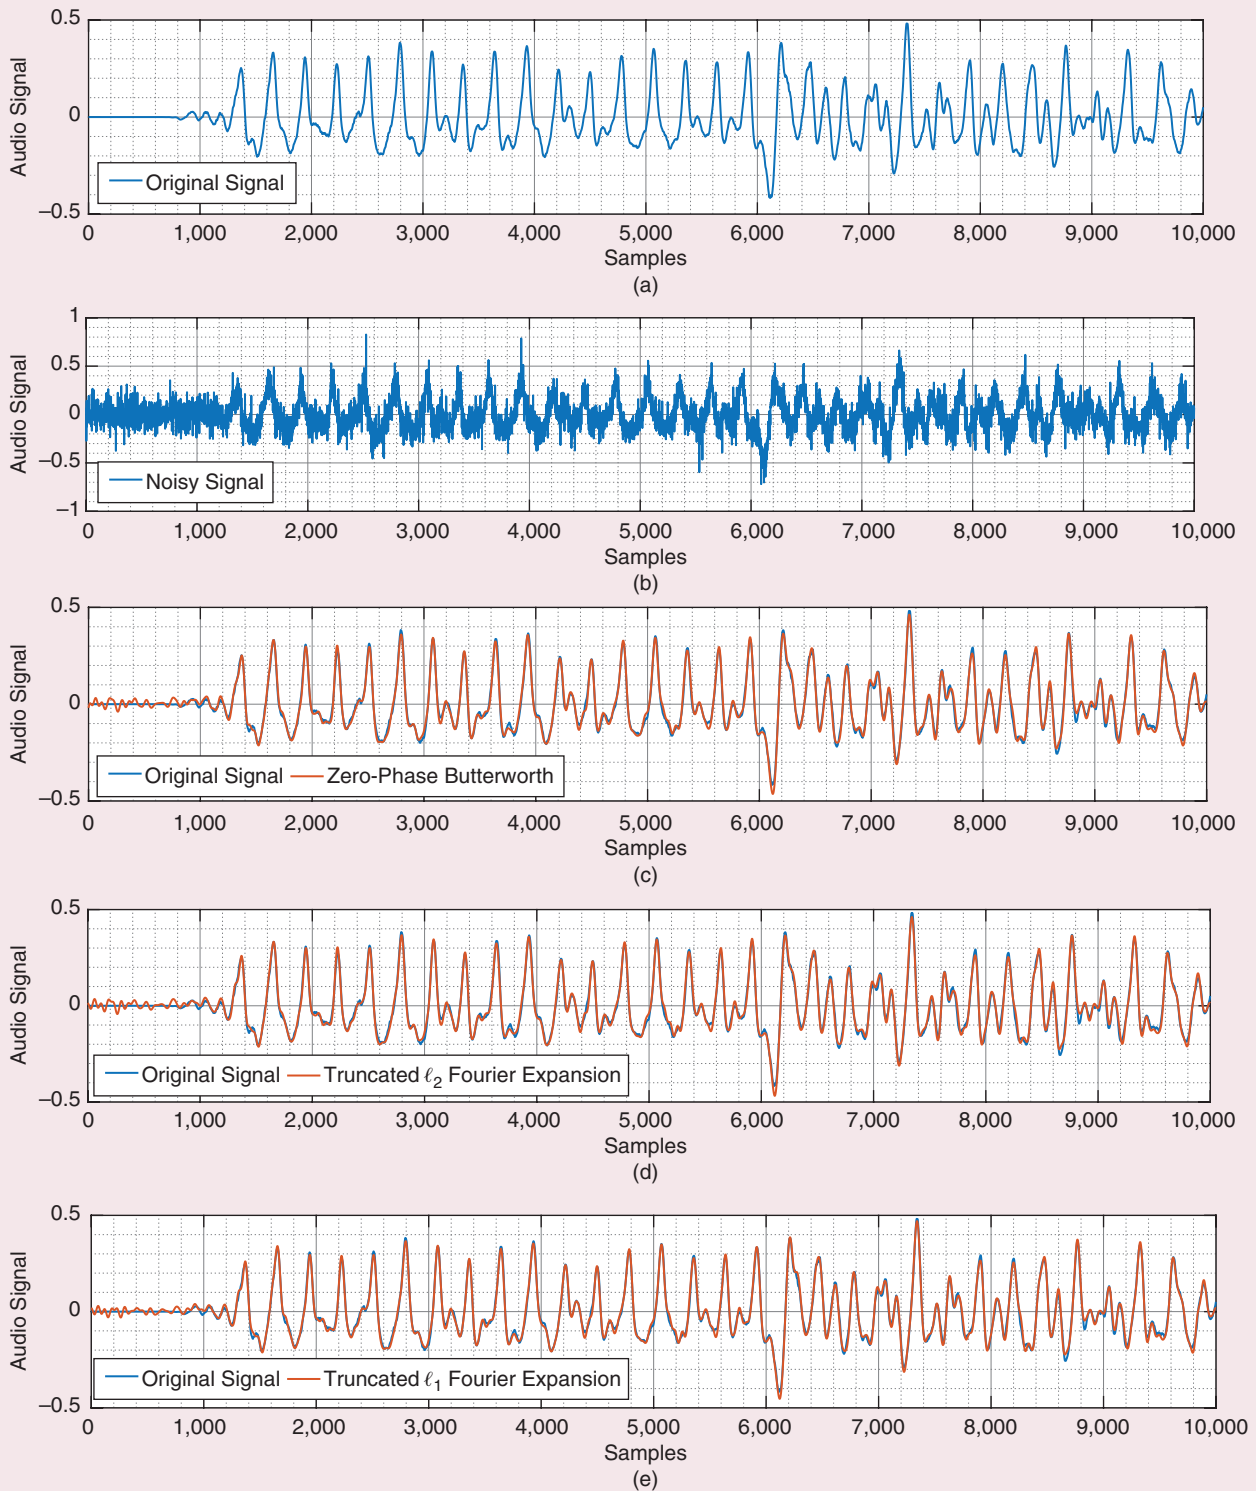 0.5
0
–0.5
Audio Signal
Original Signal
0 1,000 2,000 3,000 4,000 5,000 6,000 7,000 8,000 9,000 10,000
Samples
(a)
1
0.5
0
–0.5
–1
Audio Signal
Noisy Signal
0 1,000 2,000 3,000 4,000 5,000 6,000 7,000 8,000 9,000 10,000
Samples
(b)
0.5
0
–0.5
Audio Signal
Original Signal Zero-Phase Butterworth
0 1,000 2,000 3,000 4,000 5,000 6,000 7,000 8,000 9,000 10,000
Samples
(c)
0.5
0
–0.5
Audio Signal
Original Signal Truncated ℓ₂ Fourier Expansion
0 1,000 2,000 3,000 4,000 5,000 6,000 7,000 8,000 9,000 10,000
Samples
(d)
0.5
0
–0.5
Audio Signal
Original Signal Truncated ℓ₁ Fourier Expansion
0 1,000 2,000 3,000 4,000 5,000 6,000 7,000 8,000 9,000 10,000
Samples
(e)